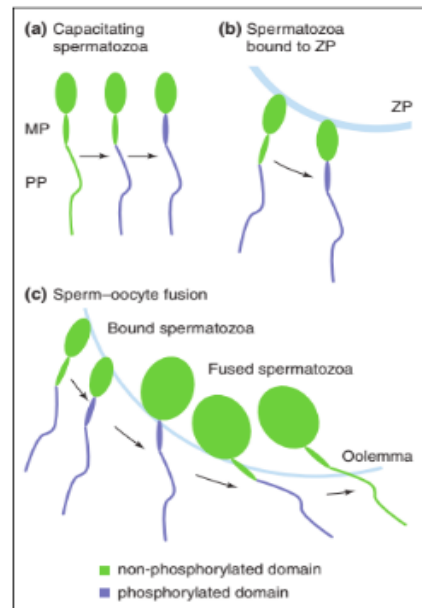 (a) Capacitating
spermatozoa
(b) Spermatozoa
bound to ZP
ZP
MP
PP
(c) Sperm–oocyte fusion
Bound spermatozoa
Fused spermatozoa
Oolemma
non-phosphorylated domain
phosphorylated domain